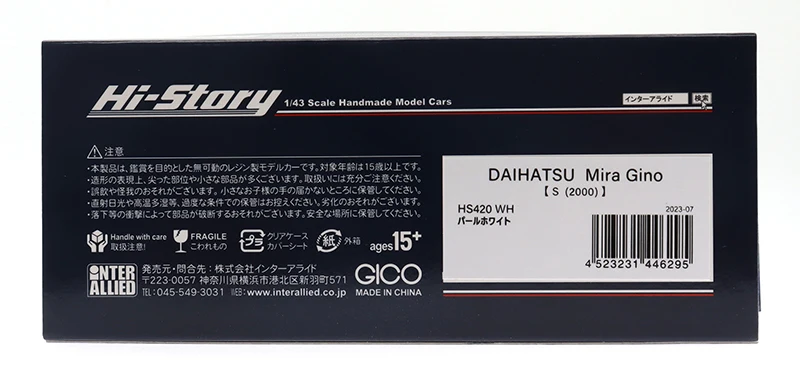 Hi-Story 1/43 Scale Handmade Model Cars
インターアライド 検索
⚠注意
・本製品は、鑑賞を目的とした無可動のレジン製モデルカーです。対象年齢は15歳以上です。
・造形の表現上、尖った部位や小さな部品が多くございます。取扱いには充分ご注意ください。
・誤飲や怪我のおそれがございます。小さなお子様の手の届かないところに保管してください。
・直射日光や高温多湿等、過度な条件での保管はお控えください。劣化のおそれがございます。
・落下等の衝撃によって部品が破断するおそれがございます。安全な場所に保管してください。
Handle with care
取扱注意!
FRAGILE
こわれもの
プラ
クリアケース
カバーシート
紙
外箱
ages15+
INTER
ALLIED
発売元・問合先:株式会社インターアライド
〒223-0057 神奈川県横浜市港北区新羽町571
TEL:045-549-3031 WEB:www.interallied.co.jp
GICO
MADE IN CHINA
DAIHATSU Mira Gino
【 S (2000) 】
HS420 WH
パールホワイト
2023-07
4 523231 446295